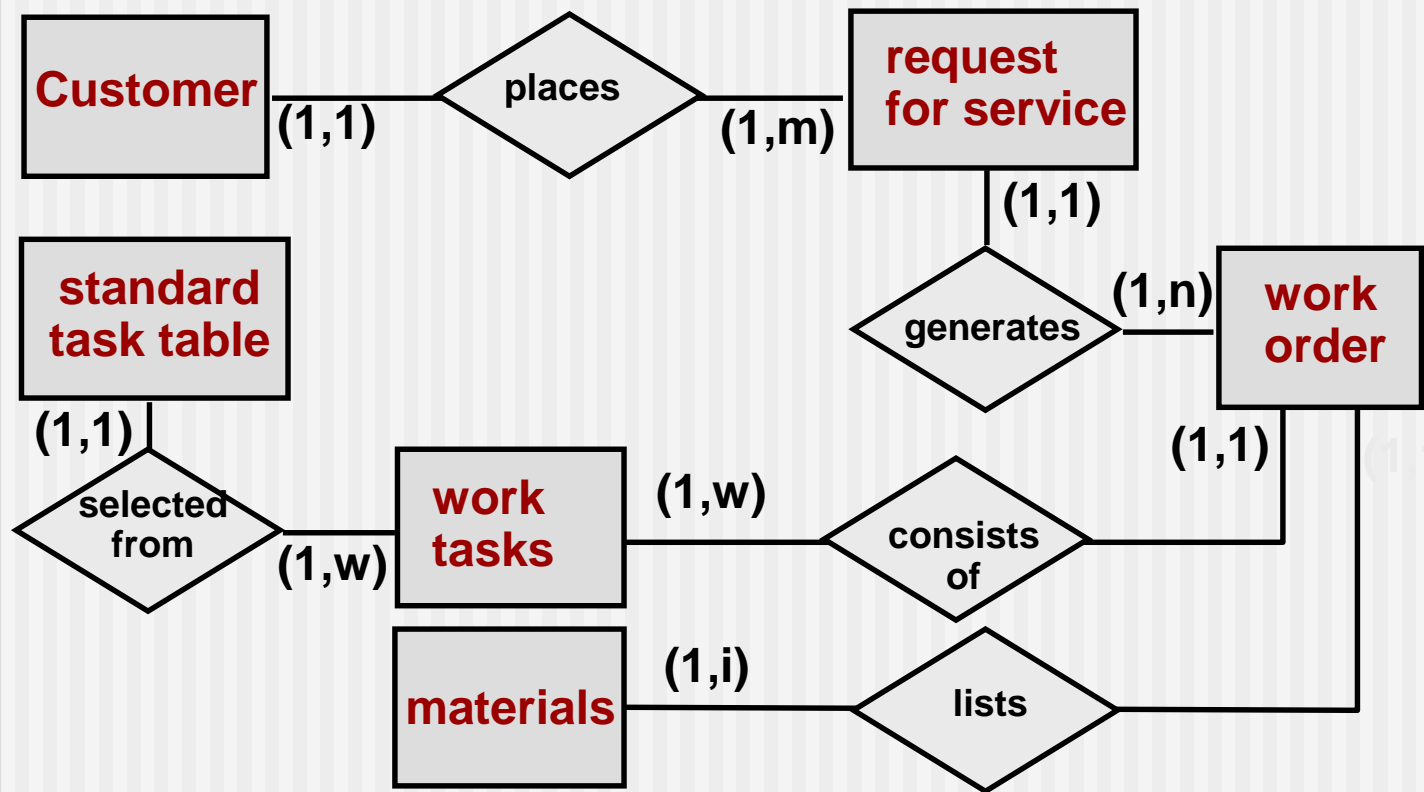 Customer
(1,1)
places
(1,m)
request
for service
(1,1)
standard
task table
generates
(1,n)
work
order
(1,1)
(1,1)
selected
from
(1,w)
work
tasks
(1,w)
consists
of
materials
(1,i)
lists